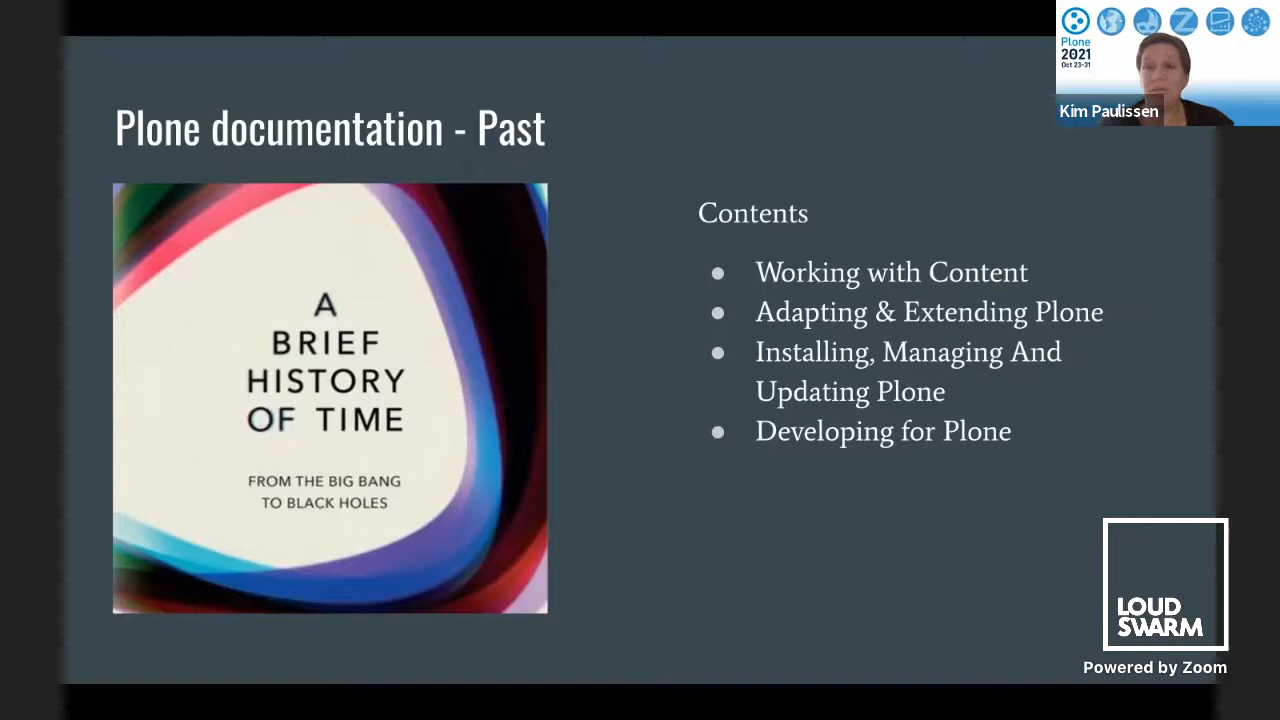 Plone documentation - Past
A
BRIEF
HISTORY
OF TIME
FROM THE BIG BANG
TO BLACK HOLES
Contents
Working with Content
Adapting & Extending Plone
Installing, Managing And
Updating Plone
Developing for Plone
Plone
2021
Oct 23-31
Kim Paulissen
LOUD
SWARM
Powered by Zoom